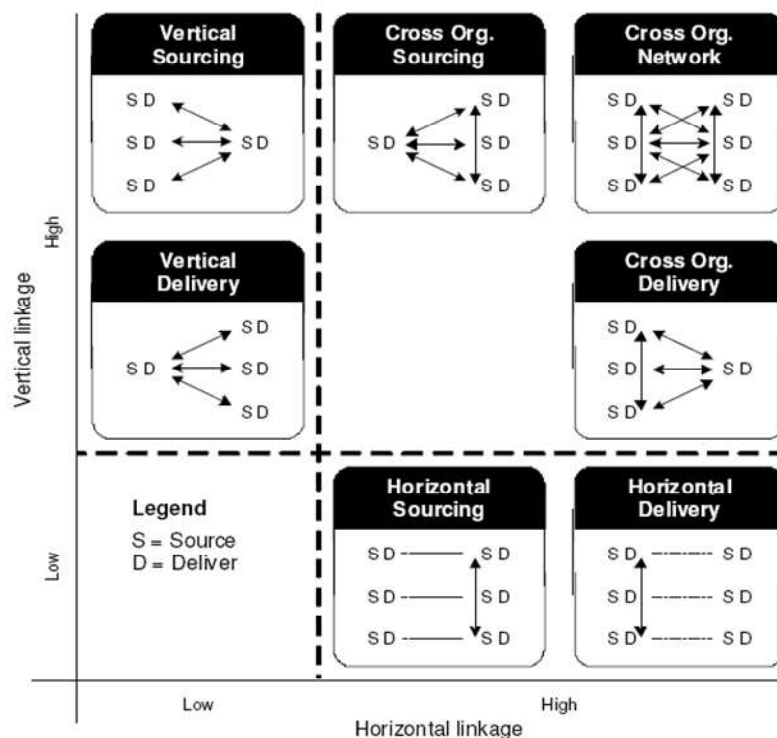 Vertical
Sourcing
S D
S D S D
S D
Cross Org.
Sourcing
S D
S D S D
S D
Cross Org.
Network
S D S D
S D S D
S D S D
Vertical
Delivery
S D
S D S D
S D
Cross Org.
Delivery
S D
S D S D
S D
High
Vertical linkage
Low
Legend
S = Source
D = Deliver
Horizontal
Sourcing
S D S D
S D S D
S D S D
Horizontal
Delivery
S D S D
S D S D
S D S D
Low
High
Horizontal linkage